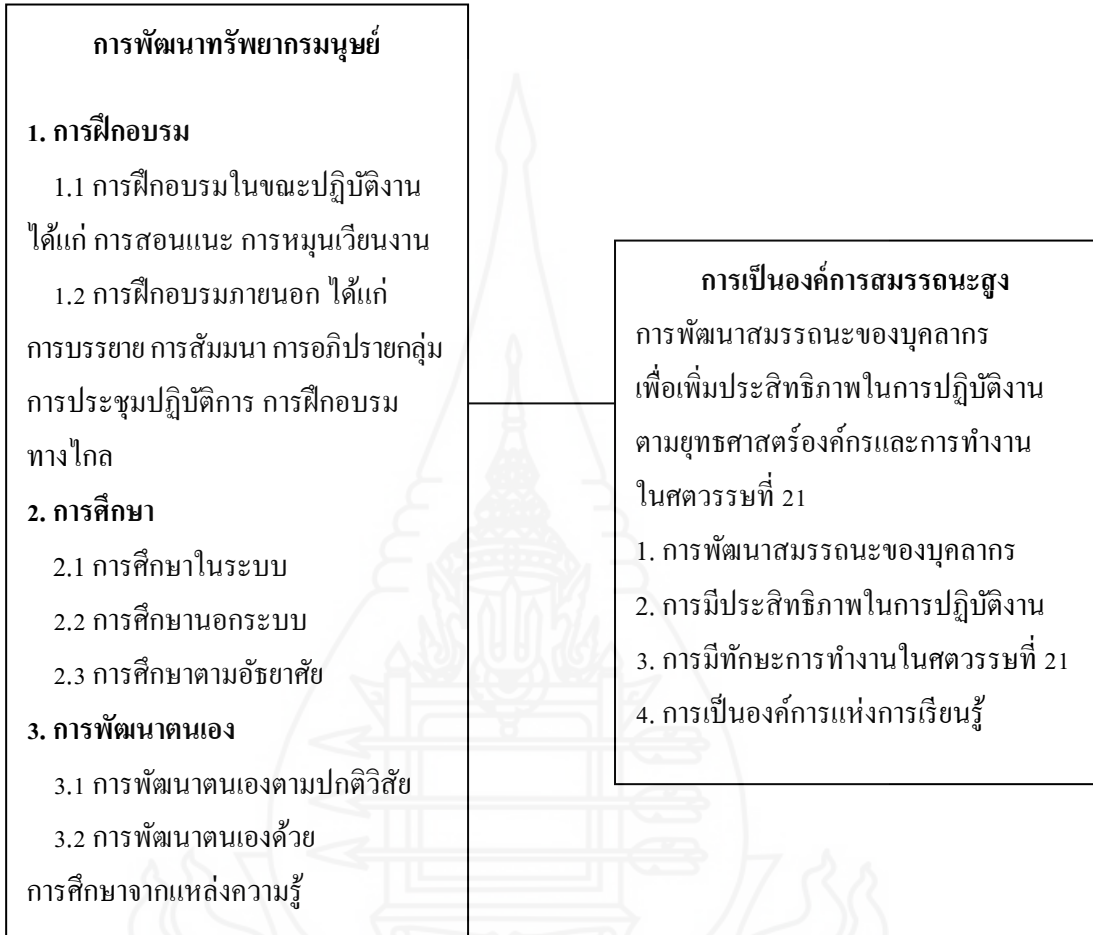 การพัฒนาทรัพยากรมนุษย์
1. การฝึกอบรม
1.1 การฝึกอบรมในขณะปฏิบัติงาน
ได้แก่ การสอนแนะ การหมุนเวียนงาน
1.2 การฝึกอบรมภายนอก ได้แก่
การบรรยาย การสัมมนา การอภิปรายกลุ่ม
การประชุมปฏิบัติการ การฝึกอบรม
ทางไกล
2. การศึกษา
2.1 การศึกษาในระบบ
2.2 การศึกษานอกระบบ
2.3 การศึกษาตามอัธยาศัย
3. การพัฒนาตนเอง
3.1 การพัฒนาตนเองตามปกติวิสัย
3.2 การพัฒนาตนเองด้วย
การศึกษาจากแหล่งความรู้
การเป็นองค์การสมรรถนะสูง
การพัฒนาสมรรถนะของบุคลากร
เพื่อเพิ่มประสิทธิภาพในการปฏิบัติงาน
ตามยุทธศาสตร์องค์กรและการทำงาน
ในศตวรรษที่ 21
1. การพัฒนาสมรรถนะของบุคลากร
2. การมีประสิทธิภาพในการปฏิบัติงาน
3. การมีทักษะการทำงานในศตวรรษที่ 21
4. การเป็นองค์การแห่งการเรียนรู้